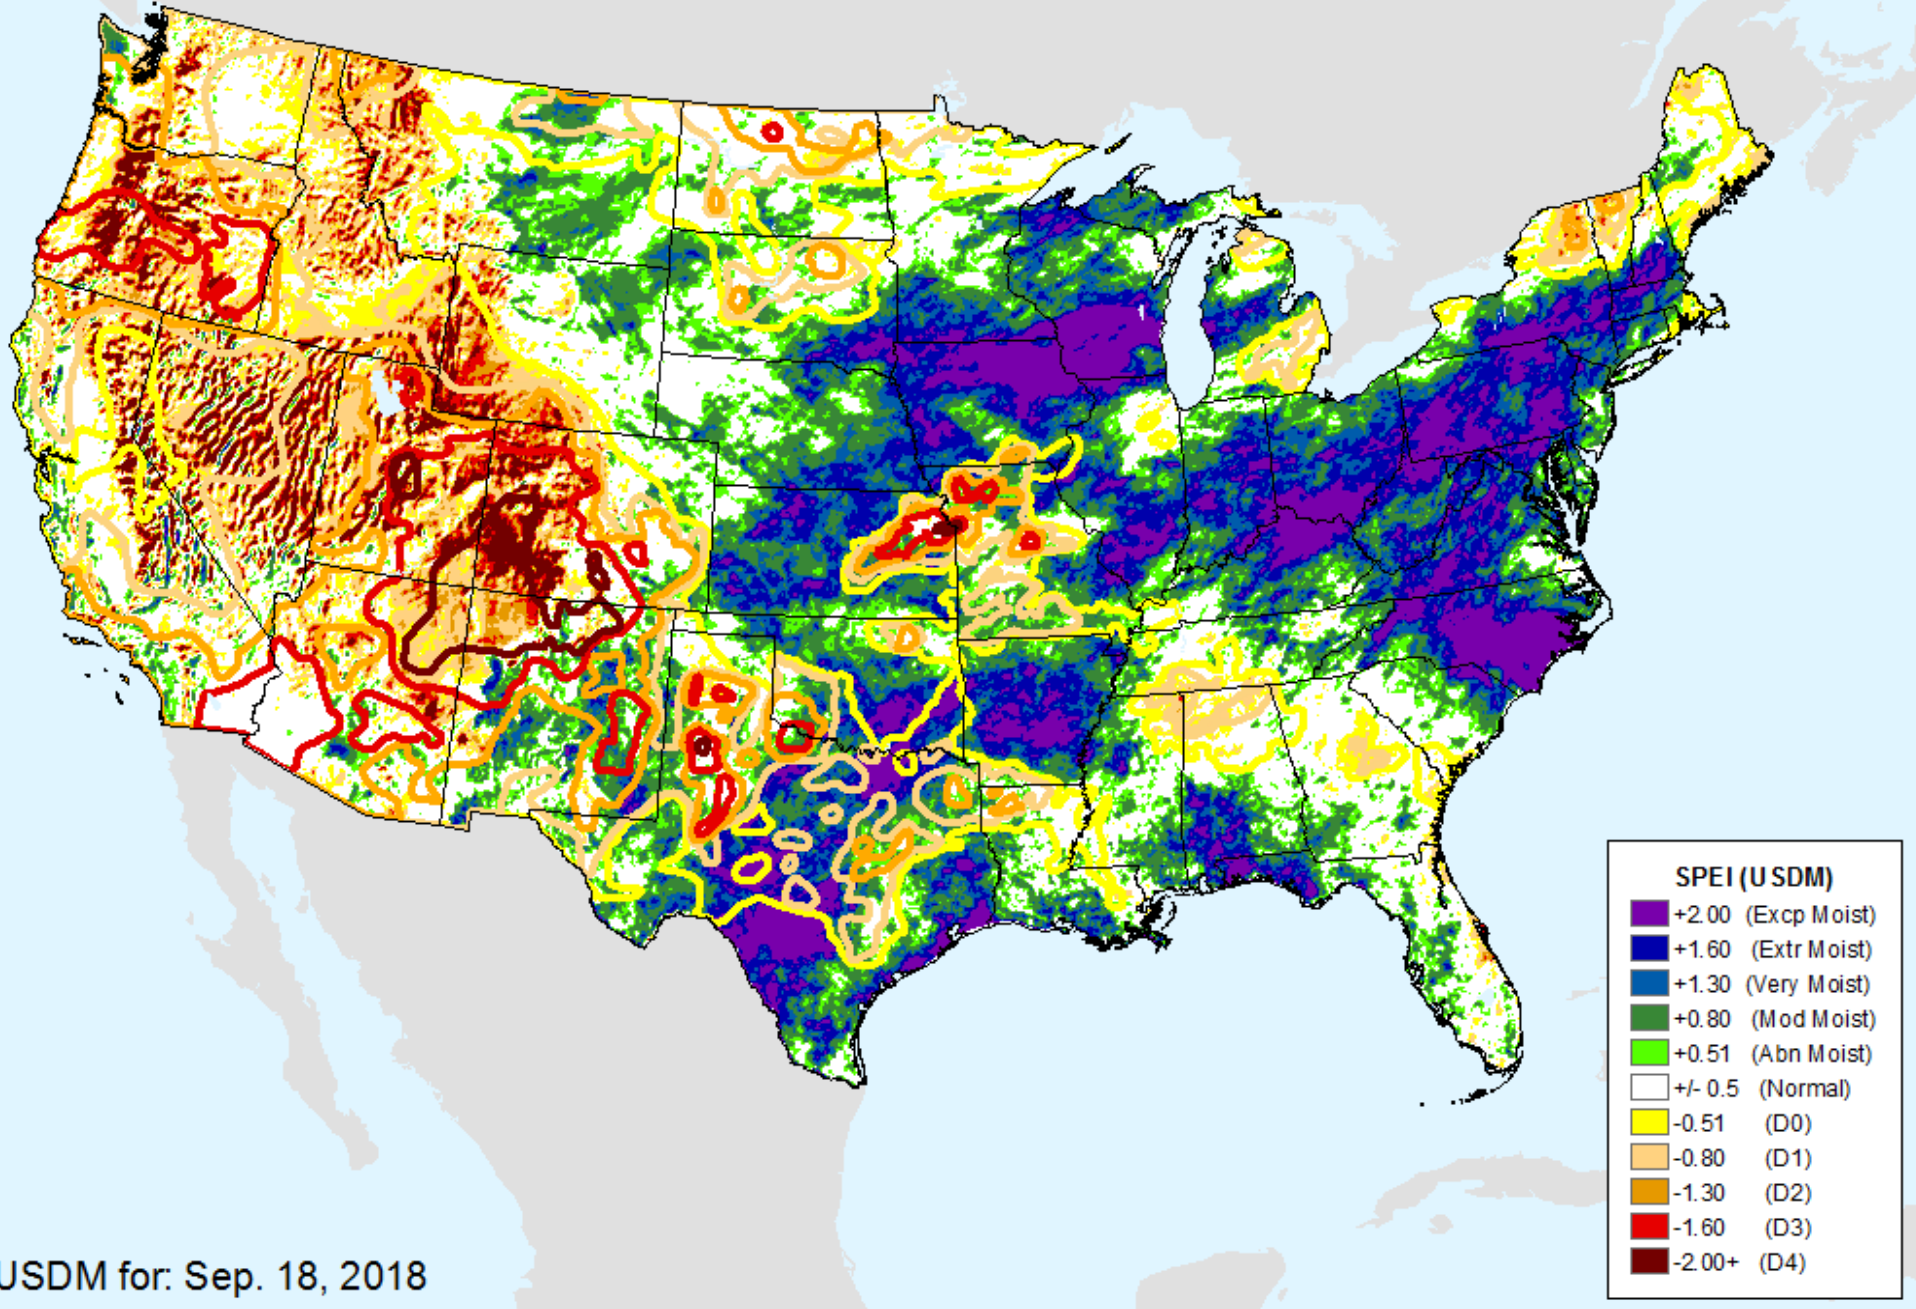 SPEI (USDM)
+2.00 (Excp Moist)
+1.60 (Extr Moist)
+1.30 (Very Moist)
+0.80 (Mod Moist)
+0.51 (Abn Moist)
+/- 0.5 (Normal)
-0.51 (D0)
-0.80 (D1)
-1.30 (D2)
-1.60 (D3)
-2.00+ (D4)
USDM for: Sep. 18, 2018